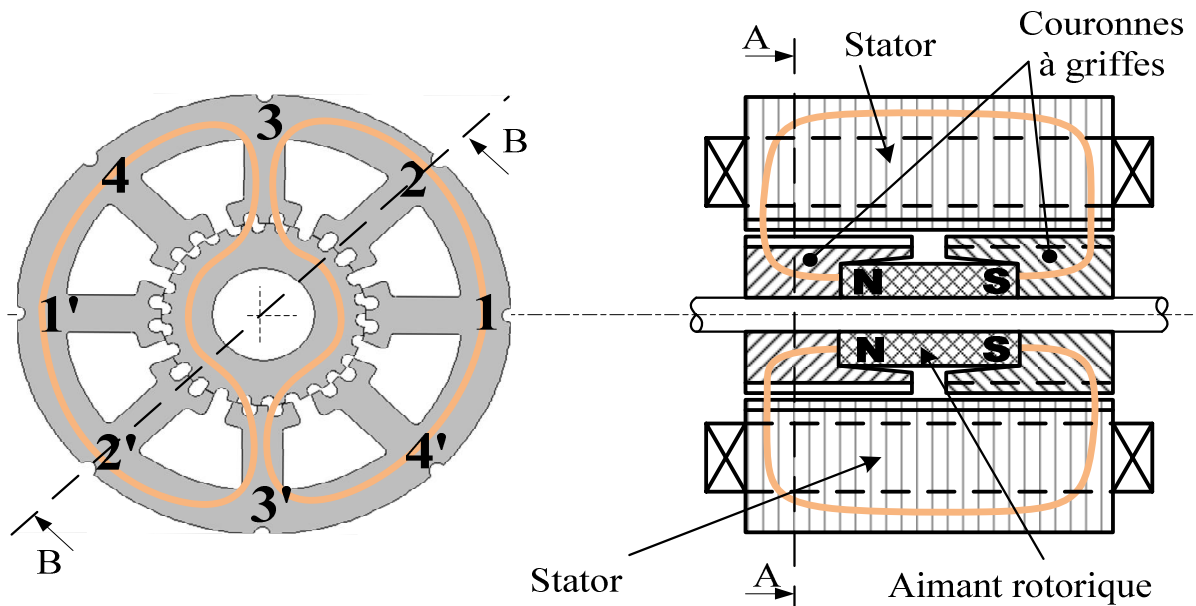 3
4
2
B
1'
1
2'
4'
3'
B
A
Stator
Couronnes
à griffes
N S
N S
Stator
A
Aimant rotorique